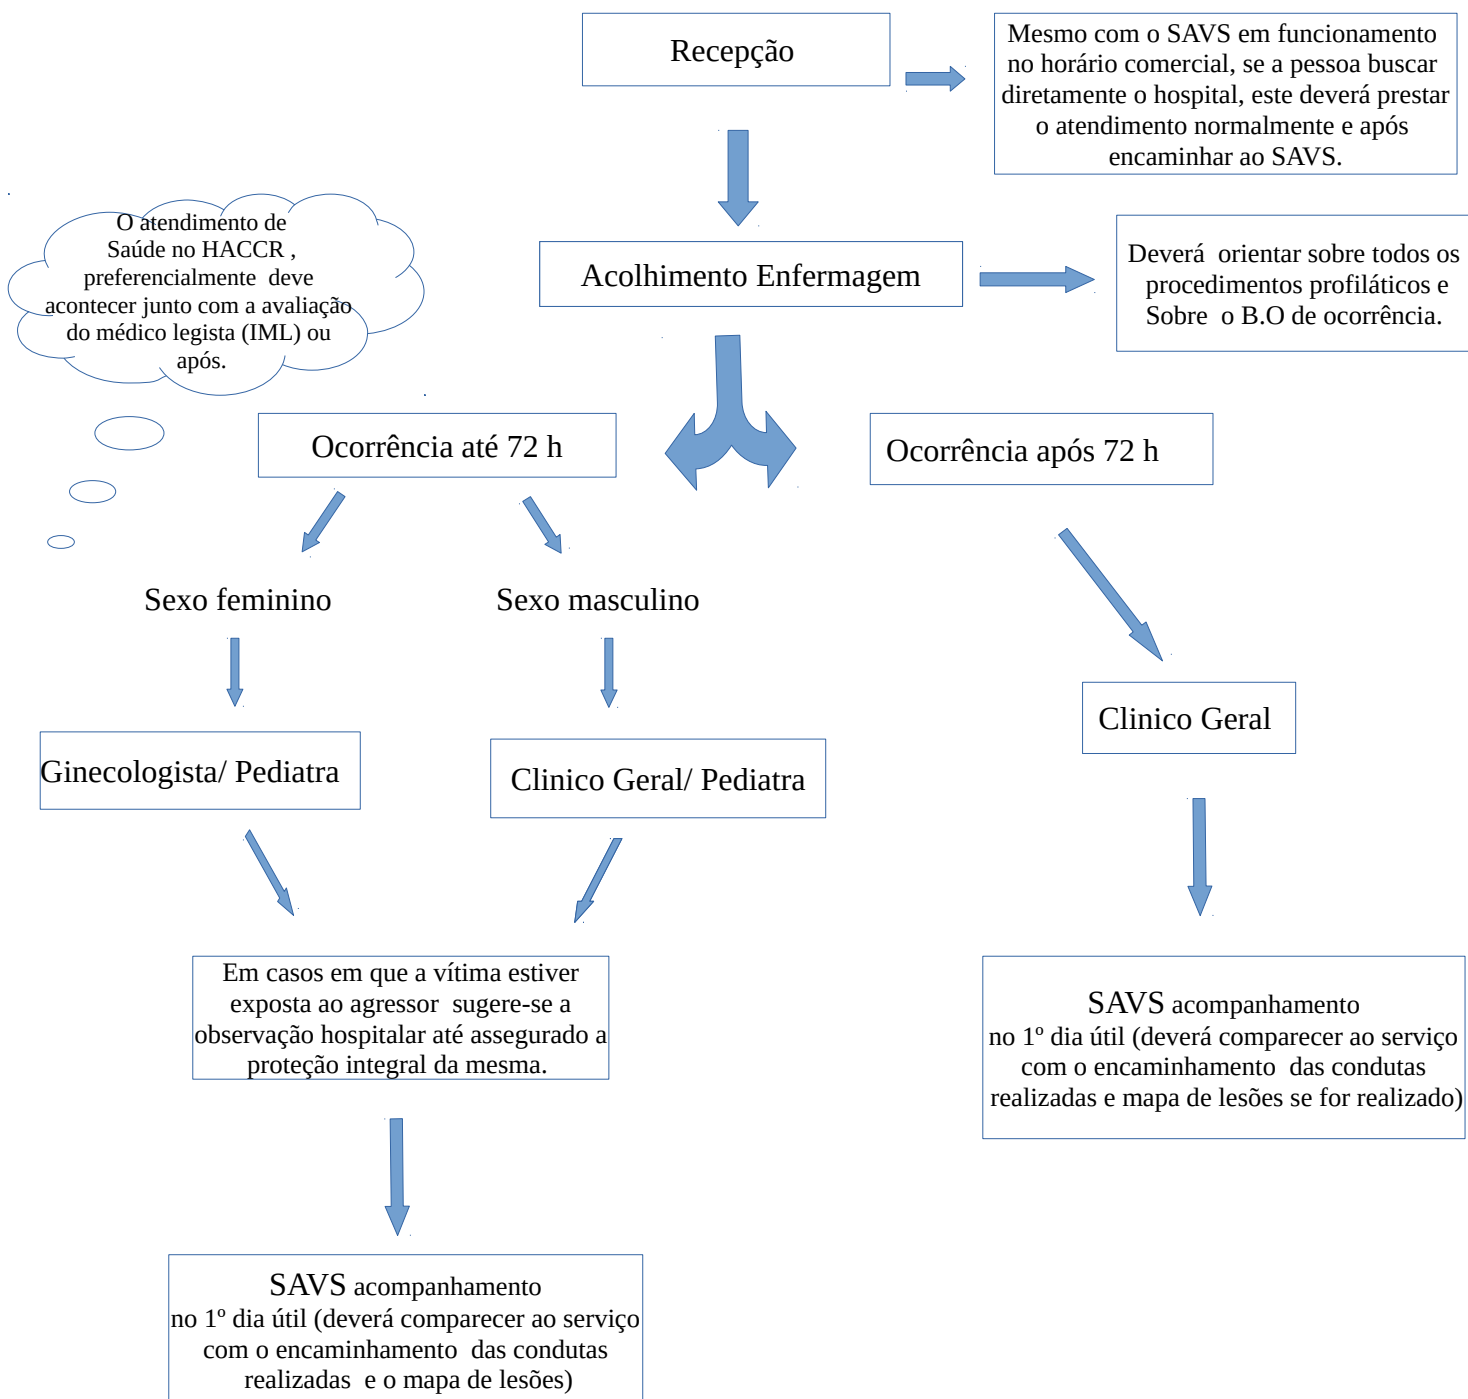 Recepção
Mesmo com o SAVS em funcionamento
no horário comercial, se a pessoa buscar
diretamente o hospital, este deverá prestar
o atendimento normalmente e após
encaminhar ao SAVS.
O atendimento de
Saúde no HACCR ,
preferencialmente deve
acontecer junto com a avaliação
do médico legista (IML) ou
após.
Acolhimento Enfermagem
Deverá orientar sobre todos os
procedimentos profiláticos e
Sobre o B.O de ocorrência.
Ocorrência até 72 h
Ocorrência após 72 h
Sexo feminino
Sexo masculino
Ginecologista/ Pediatra
Clinico Geral/ Pediatra
Clinico Geral
Em casos em que a vítima estiver
exposta ao agressor sugere-se a
observação hospitalar até assegurado a
proteção integral da mesma.
SAVS acompanhamento
no 1º dia útil (deverá comparecer ao serviço
com o encaminhamento das condutas
realizadas e mapa de lesões se for realizado)
SAVS acompanhamento
no 1º dia útil (deverá comparecer ao serviço
com o encaminhamento das condutas
realizadas e o mapa de lesões)